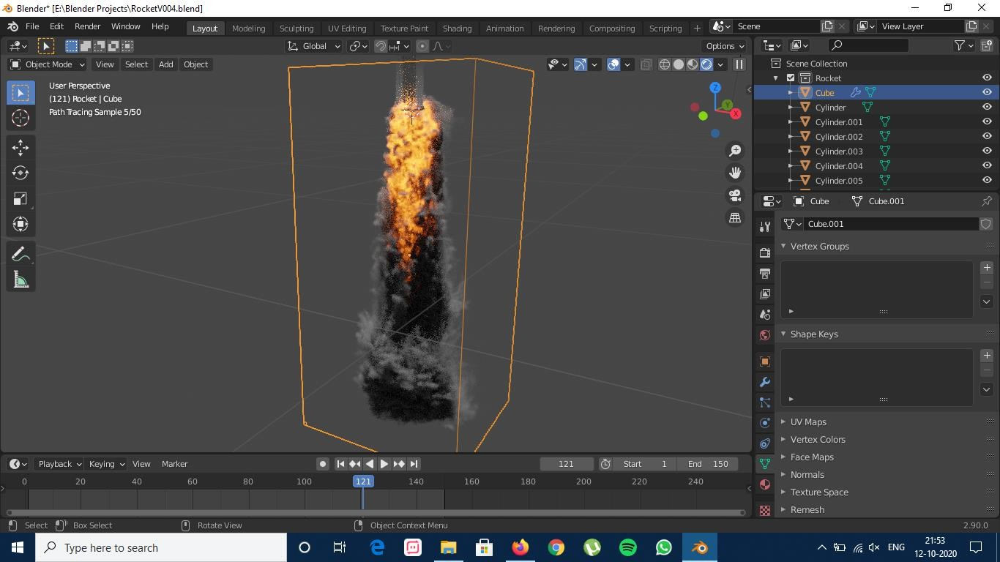 Blender* [E:\Blender Projects\RocketV004.blend]
File Edit Render Window Help Layout Modeling Sculpting UV Editing Texture Paint Shading Animation Rendering Compositing Scripting + Scene View Layer
Global Options
Object Mode View Select Add Object
User Perspective
(121) Rocket | Cube
Path Tracing Sample 5/50
Z
Y
X
Scene Collection
Rocket
Cube
Cylinder
Cylinder.001
Cylinder.002
Cylinder.003
Cylinder.004
Cylinder.005
Cube Cube.001
Cube.001
Vertex Groups
Shape Keys
UV Maps
Vertex Colors
Face Maps
Normals
Texture Space
Remesh
Playback Keying View Marker 121 Start 1 End 150
0 20 40 60 80 100 121 140 160 180 200 220 240
Select Box Select Rotate View Object Context Menu 2.90.0
Type here to search
ENG
21:53
12-10-2020